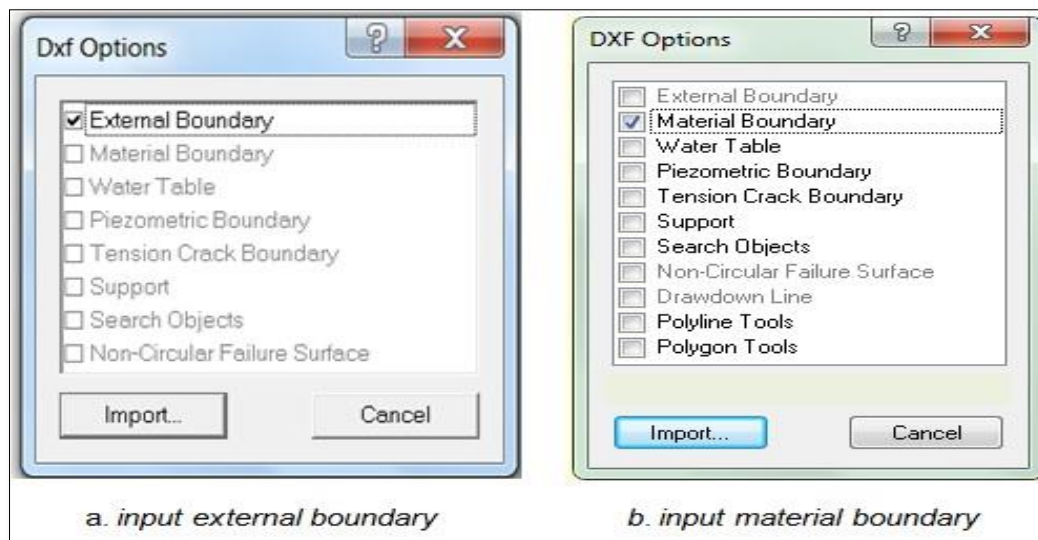 Dxf Options
External Boundary
Material Boundary
Water Table
Piezometric Boundary
Tension Crack Boundary
Support
Search Objects
Non-Circular Failure Surface
Import...
Cancel
a. input external boundary
DXF Options
External Boundary
Material Boundary
Water Table
Piezometric Boundary
Tension Crack Boundary
Support
Search Objects
Non-Circular Failure Surface
Drawdown Line
Polyline Tools
Polygon Tools
Import...
Cancel
b. input material boundary